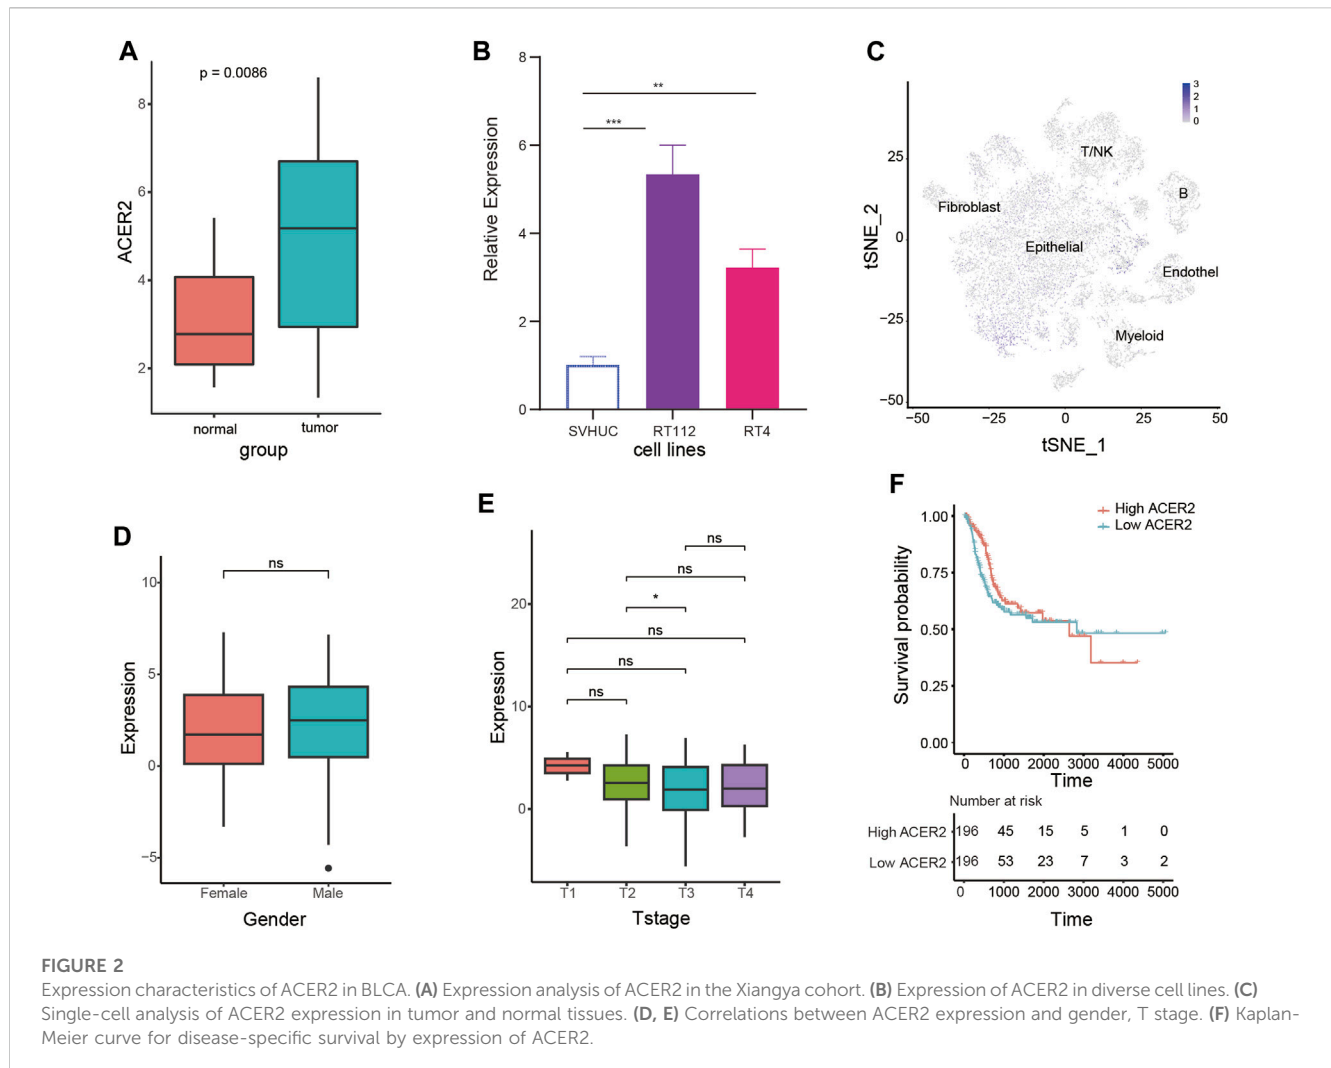 A
p = 0.0086
ACER2
8
6
4
2
normal
tumor
group
B
Relative Expression
8
6
4
2
0
**
***
SVHUC
RT112
RT4
cell lines
C
tSNE_2
25
0
−25
−50
−50
−25
0
25
50
tSNE_1
3
2
1
0
T/NK
B
Fibroblast
Epithelial
Endothel
Myeloid
D
Expression
10
5
0
−5
ns
Female
Male
Gender
E
Expression
20
10
0
ns
ns
*
ns
ns
ns
T1
T2
T3
T4
Tstage
F
Survival probability
1.00
0.75
0.50
0.25
0.00
High ACER2
Low ACER2
0 1000 2000 3000 4000 5000
Time
Number at risk
High ACER2 196 45 15 5 1 0
Low ACER2 196 53 23 7 3 2
0 1000 2000 3000 4000 5000
Time
FIGURE 2
Expression characteristics of ACER2 in BLCA. (A) Expression analysis of ACER2 in the Xiangya cohort. (B) Expression of ACER2 in diverse cell lines. (C)
Single-cell analysis of ACER2 expression in tumor and normal tissues. (D, E) Correlations between ACER2 expression and gender, T stage. (F) Kaplan-
Meier curve for disease-specific survival by expression of ACER2.